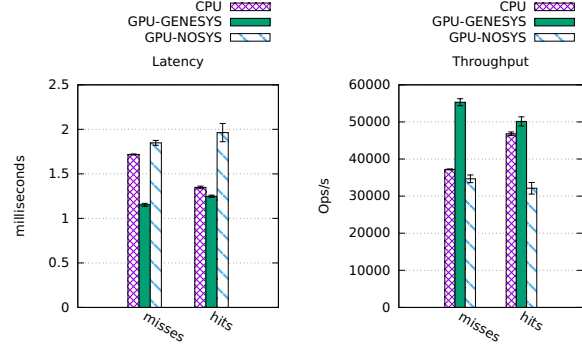 CPU
GPU-GENESYS
GPU-NOSYS
Latency
milliseconds
2.5
2
1.5
1
0.5
0
misses
hits
CPU
GPU-GENESYS
GPU-NOSYS
Throughput
Ops/s
60000
50000
40000
30000
20000
10000
0
misses
hits